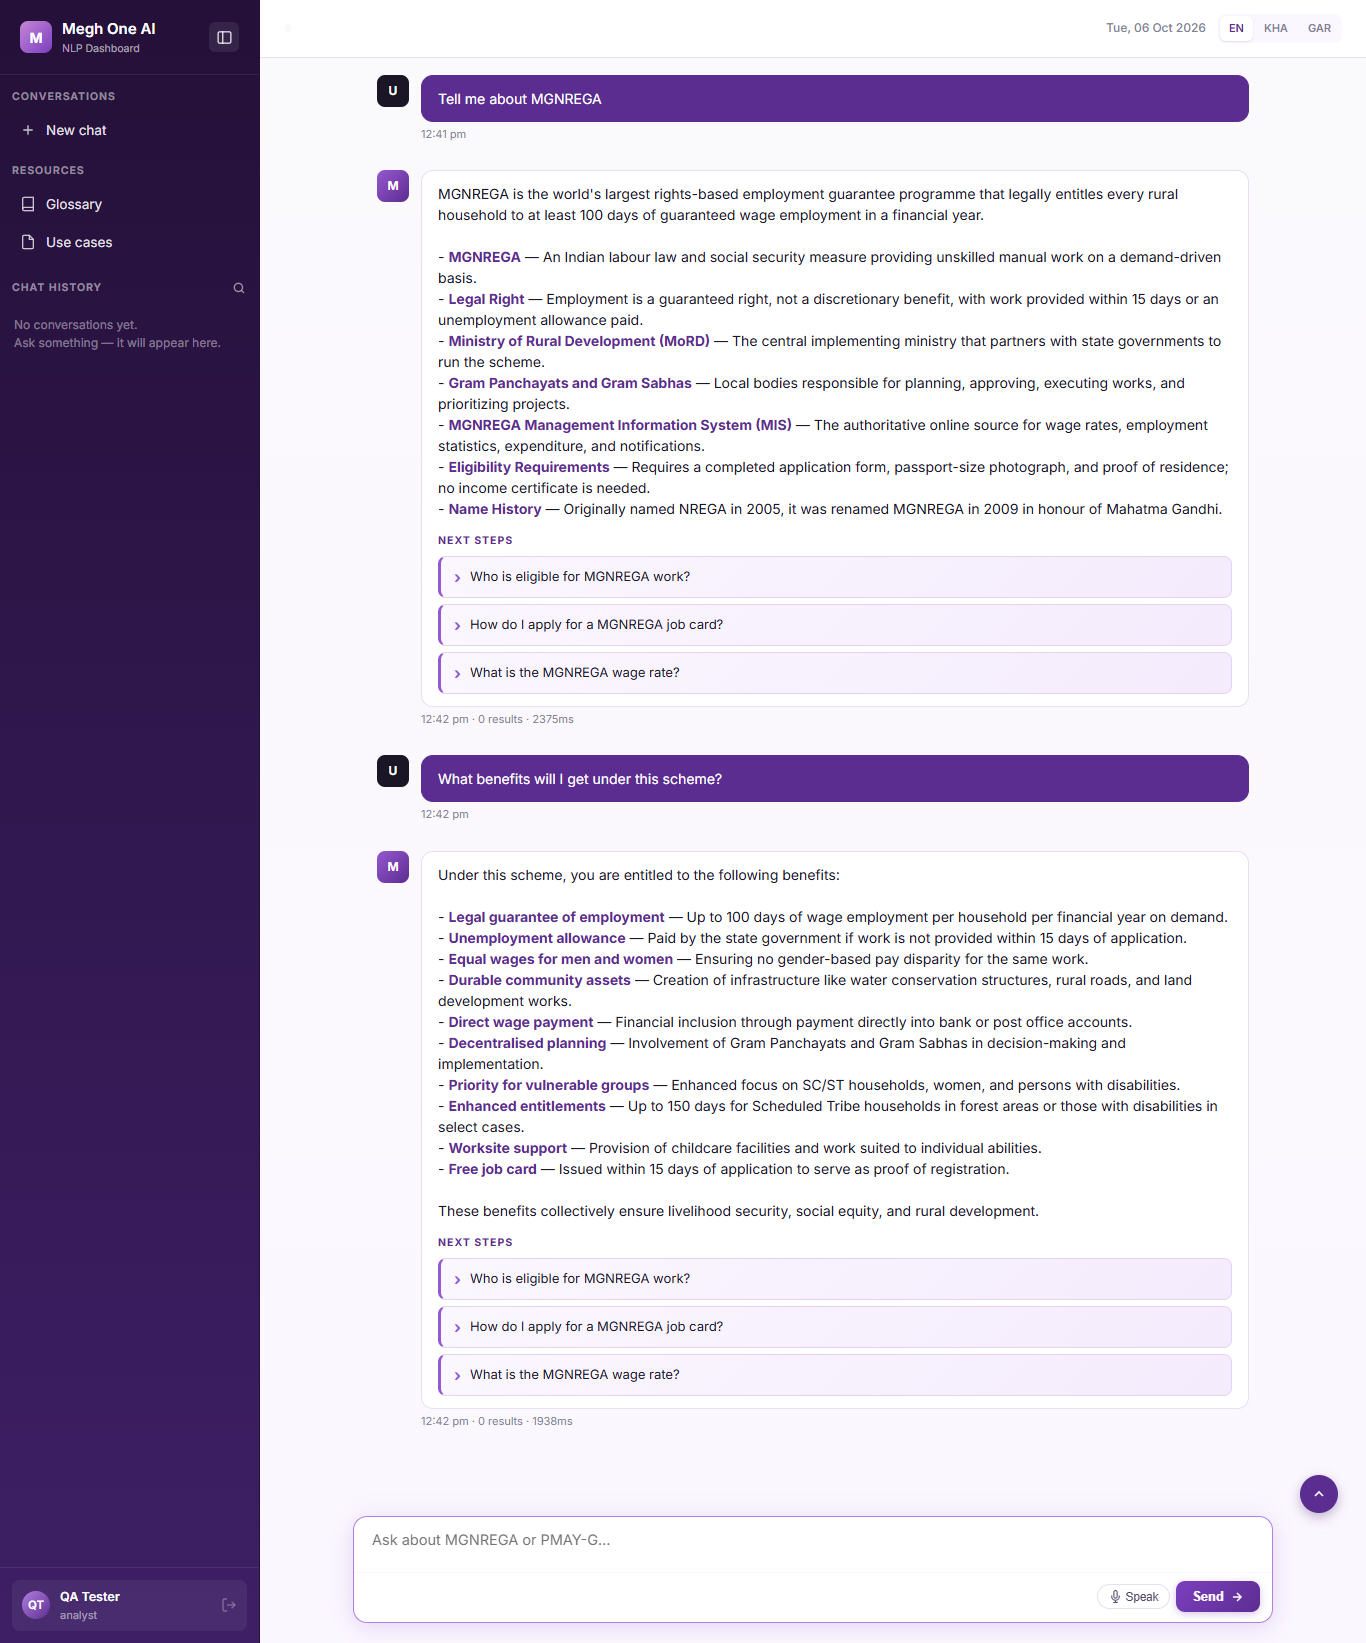 M
Megh One AI
NLP Dashboard
CONVERSATIONS
+ New chat
RESOURCES
Glossary
Use cases
CHAT HISTORY
No conversations yet.
Ask something — it will appear here.
QT
QA Tester
analyst
Tue, 06 Oct 2026
EN KHA GAR
U
Tell me about MGNREGA
12:41 pm
M
MGNREGA is the world's largest rights-based employment guarantee programme that legally entitles every rural
household to at least 100 days of guaranteed wage employment in a financial year.
- MGNREGA — An Indian labour law and social security measure providing unskilled manual work on a demand-driven
basis.
- Legal Right — Employment is a guaranteed right, not a discretionary benefit, with work provided within 15 days or an
unemployment allowance paid.
- Ministry of Rural Development (MoRD) — The central implementing ministry that partners with state governments to
run the scheme.
- Gram Panchayats and Gram Sabhas — Local bodies responsible for planning, approving, executing works, and
prioritizing projects.
- MGNREGA Management Information System (MIS) — The authoritative online source for wage rates, employment
statistics, expenditure, and notifications.
- Eligibility Requirements — Requires a completed application form, passport-size photograph, and proof of residence;
no income certificate is needed.
- Name History — Originally named NREGA in 2005, it was renamed MGNREGA in 2009 in honour of Mahatma Gandhi.
NEXT STEPS
Who is eligible for MGNREGA work?
How do I apply for a MGNREGA job card?
What is the MGNREGA wage rate?
12:42 pm · 0 results · 2375ms
U
What benefits will I get under this scheme?
12:42 pm
M
Under this scheme, you are entitled to the following benefits:
- Legal guarantee of employment — Up to 100 days of wage employment per household per financial year on demand.
- Unemployment allowance — Paid by the state government if work is not provided within 15 days of application.
- Equal wages for men and women — Ensuring no gender-based pay disparity for the same work.
- Durable community assets — Creation of infrastructure like water conservation structures, rural roads, and land
development works.
- Direct wage payment — Financial inclusion through payment directly into bank or post office accounts.
- Decentralised planning — Involvement of Gram Panchayats and Gram Sabhas in decision-making and
implementation.
- Priority for vulnerable groups — Enhanced focus on SC/ST households, women, and persons with disabilities.
- Enhanced entitlements — Up to 150 days for Scheduled Tribe households in forest areas or those with disabilities in
select cases.
- Worksite support — Provision of childcare facilities and work suited to individual abilities.
- Free job card — Issued within 15 days of application to serve as proof of registration.
These benefits collectively ensure livelihood security, social equity, and rural development.
NEXT STEPS
Who is eligible for MGNREGA work?
How do I apply for a MGNREGA job card?
What is the MGNREGA wage rate?
12:42 pm · 0 results · 1938ms
Ask about MGNREGA or PMAY-G...
Speak
Send →